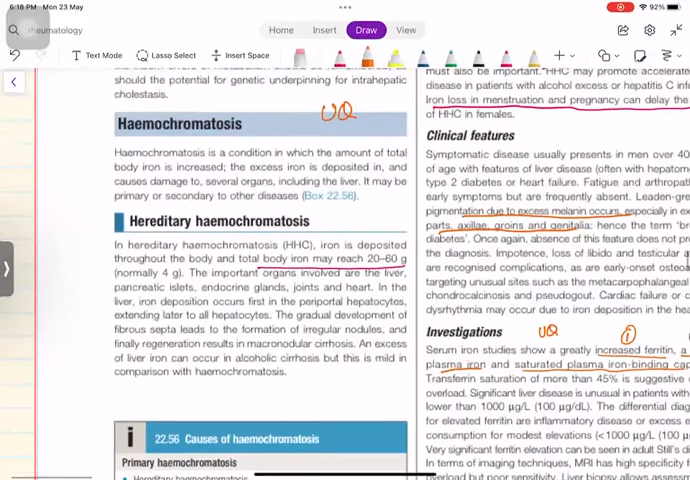 6:18 PM Mon 23 May
92%
rheumatology
Home Insert Draw View
Text Mode Lasso Select Insert Space
should the potential for genetic underpinning for intrahepatic
cholestasis.
UQ
Haemochromatosis
Haemochromatosis is a condition in which the amount of total
body iron is increased; the excess iron is deposited in, and
causes damage to, several organs, including the liver. It may be
primary or secondary to other diseases (Box 22.56).
Hereditary haemochromatosis
In hereditary haemochromatosis (HHC), iron is deposited
throughout the body and total body iron may reach 20–60 g
(normally 4 g). The important organs involved are the liver,
pancreatic islets, endocrine glands, joints and heart. In
the liver, iron deposition occurs first in the periportal hepatocytes,
extending later to all hepatocytes. The gradual development of
fibrous septa leads to the formation of irregular nodules, and
finally regeneration results in macronodular cirrhosis. An excess
of liver iron can occur in alcoholic cirrhosis but this is mild in
comparison with haemochromatosis.
i 22.56 Causes of haemochromatosis
Primary haemochromatosis
must also be important. HHC may promote accelerate
disease in patients with alcohol excess or hepatitis C infe
Iron loss in menstruation and pregnancy can delay the
of HHC in females.
Clinical features
Symptomatic disease usually presents in men over 40
of age with features of liver disease (often with hepatom
type 2 diabetes or heart failure. Fatigue and arthropat
early symptoms but are frequently absent. Leaden-gre
pigmentation due to excess melanin occurs, especially in ex
parts, axillae, groins and genitalia; hence the term 'br
diabetes'. Once again, absence of this feature does not pr
the diagnosis. Impotence, loss of libido and testicular a
are recognised complications, as are early-onset osteoa
targeting unusual sites such as the metacarpophalangeal
chondrocalcinosis and pseudogout. Cardiac failure or c
dysrhythmia may occur due to iron deposition in the hea
UQ 1
Investigations
Serum iron studies show a greatly increased ferritin, a
plasma iron and saturated plasma iron-binding cap
Transferrin saturation of more than 45% is suggestive
overload. Significant liver disease is unusual in patients with
lower than 1000 µg/L (100 µg/dL). The differential diag
for elevated ferritin are inflammatory disease or excess e
consumption for modest elevations (<1000 µg/L (100 µg
Very significant ferritin elevation can be seen in adult Still's di
In terms of imaging techniques, MRI has high specificity f
overload but poor sensitivity. Liver biopsy allows assessm